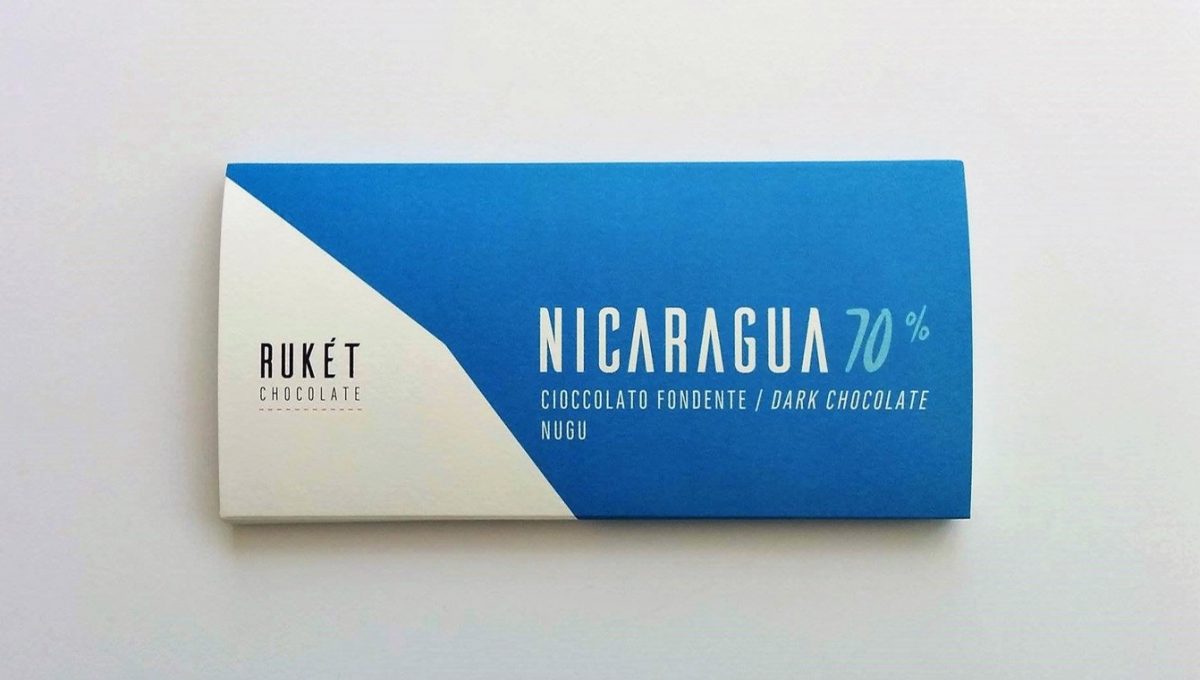 RUKÉT
CHOCOLATE
NICARAGUA 70%
CIOCCOLATO FONDENTE / DARK CHOCOLATE
NUGU